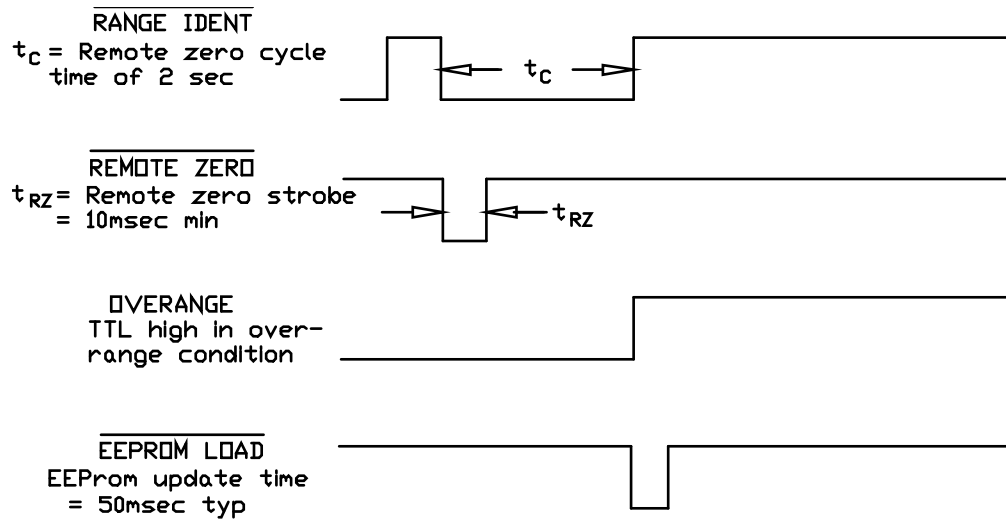 RANGE IDENT
tC = Remote zero cycle
time of 2 sec
tC
REMOTE ZERO
tRZ = Remote zero strobe
= 10msec min
tRZ
OVERANGE
TTL high in over-
range condition
EEPROM LOAD
EEProm update time
= 50msec typ